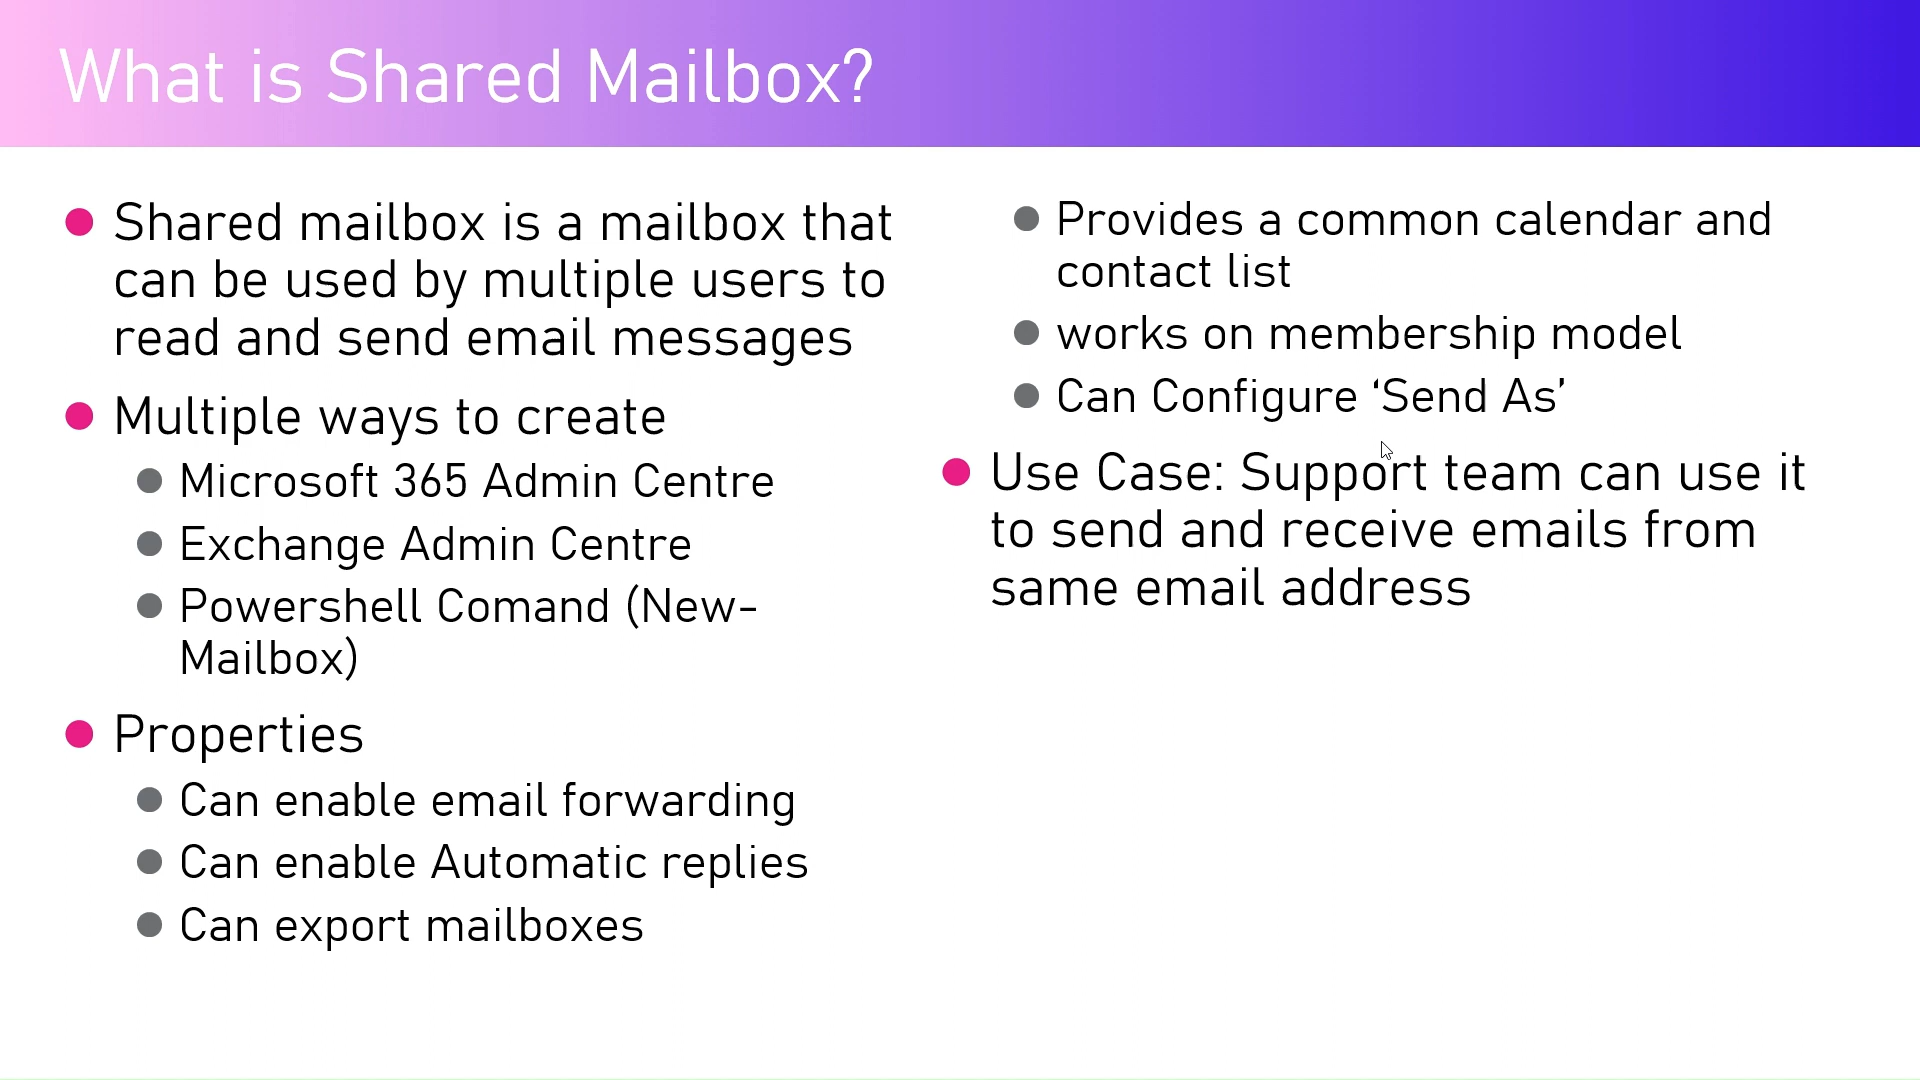 What is Shared Mailbox?
Shared mailbox is a mailbox that
can be used by multiple users to
read and send email messages
Multiple ways to create
Microsoft 365 Admin Centre
Exchange Admin Centre
Powershell Comand (New-
Mailbox)
Properties
Can enable email forwarding
Can enable Automatic replies
Can export mailboxes
Provides a common calendar and
contact list
works on membership model
Can Configure ‘Send As’
Use Case: Support team can use it
to send and receive emails from
same email address